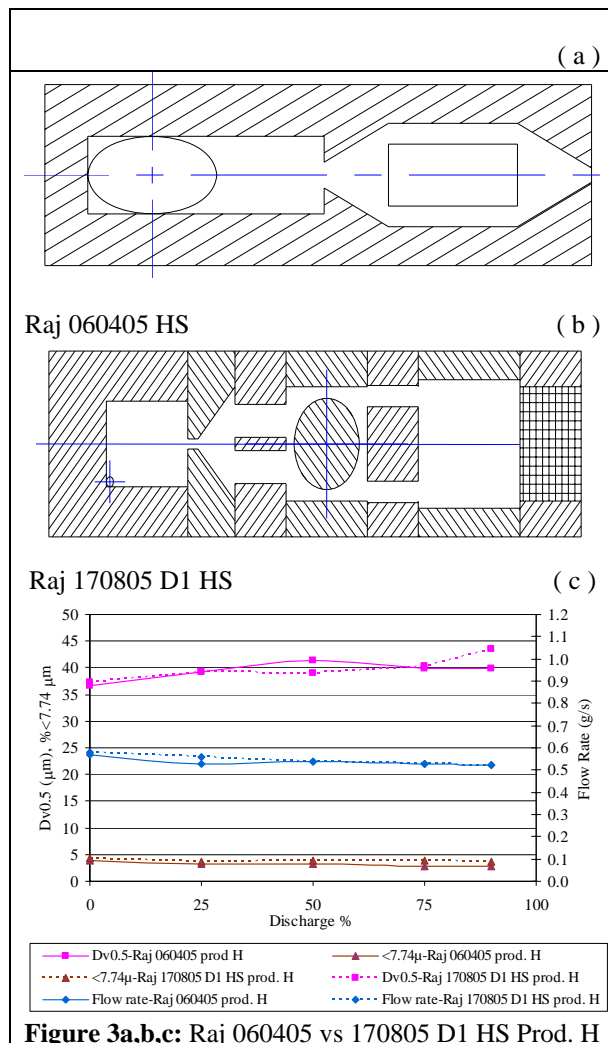 ( a )
Raj 060405 HS ( b )
Raj 170805 D1 HS ( c )
50 1.2
45 1.1
40 1.0
35 0.9
30 0.8
25 0.7
20 0.6
15 0.5
10 0.4
5 0.3
0 0.2
0.1
0.0
Dv0.5 (μm), %<7.74 μm
Flow Rate (g/s)
0 25 50 75 100
Discharge %
Dv0.5-Raj 060405 prod H <7.74μ-Raj 060405 prod. H
<7.74μ-Raj 170805 D1 HS prod. H Dv0.5-Raj 170805 D1 HS prod. H
Flow rate-Raj 060405 prod. H Flow rate-Raj 170805 D1 HS prod. H
Figure 3a,b,c: Raj 060405 vs 170805 D1 HS Prod. H